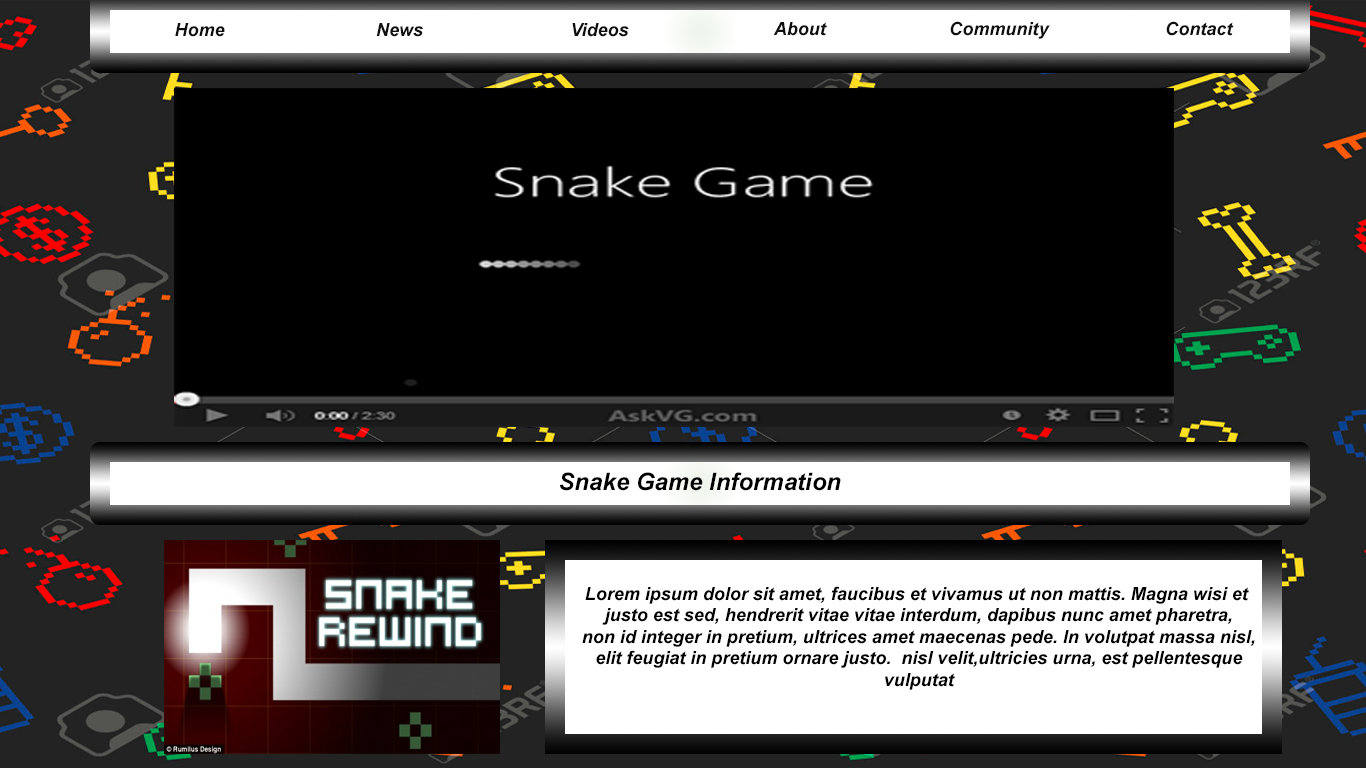 Home News Videos About Community Contact
Snake Game
0:00 / 2:30 AskVG.com
Snake Game Information
SNAKE
REWIND
© Rumilus Design
Lorem ipsum dolor sit amet, faucibus et vivamus ut non mattis. Magna wisi et
justo est sed, hendrerit vitae vitae interdum, dapibus nunc amet pharetra,
non id integer in pretium, ultrices amet maecenas pede. In volutpat massa nisl,
elit feugiat in pretium ornare justo.  nisl velit,ultricies urna, est pellentesque
vulputat
123RF